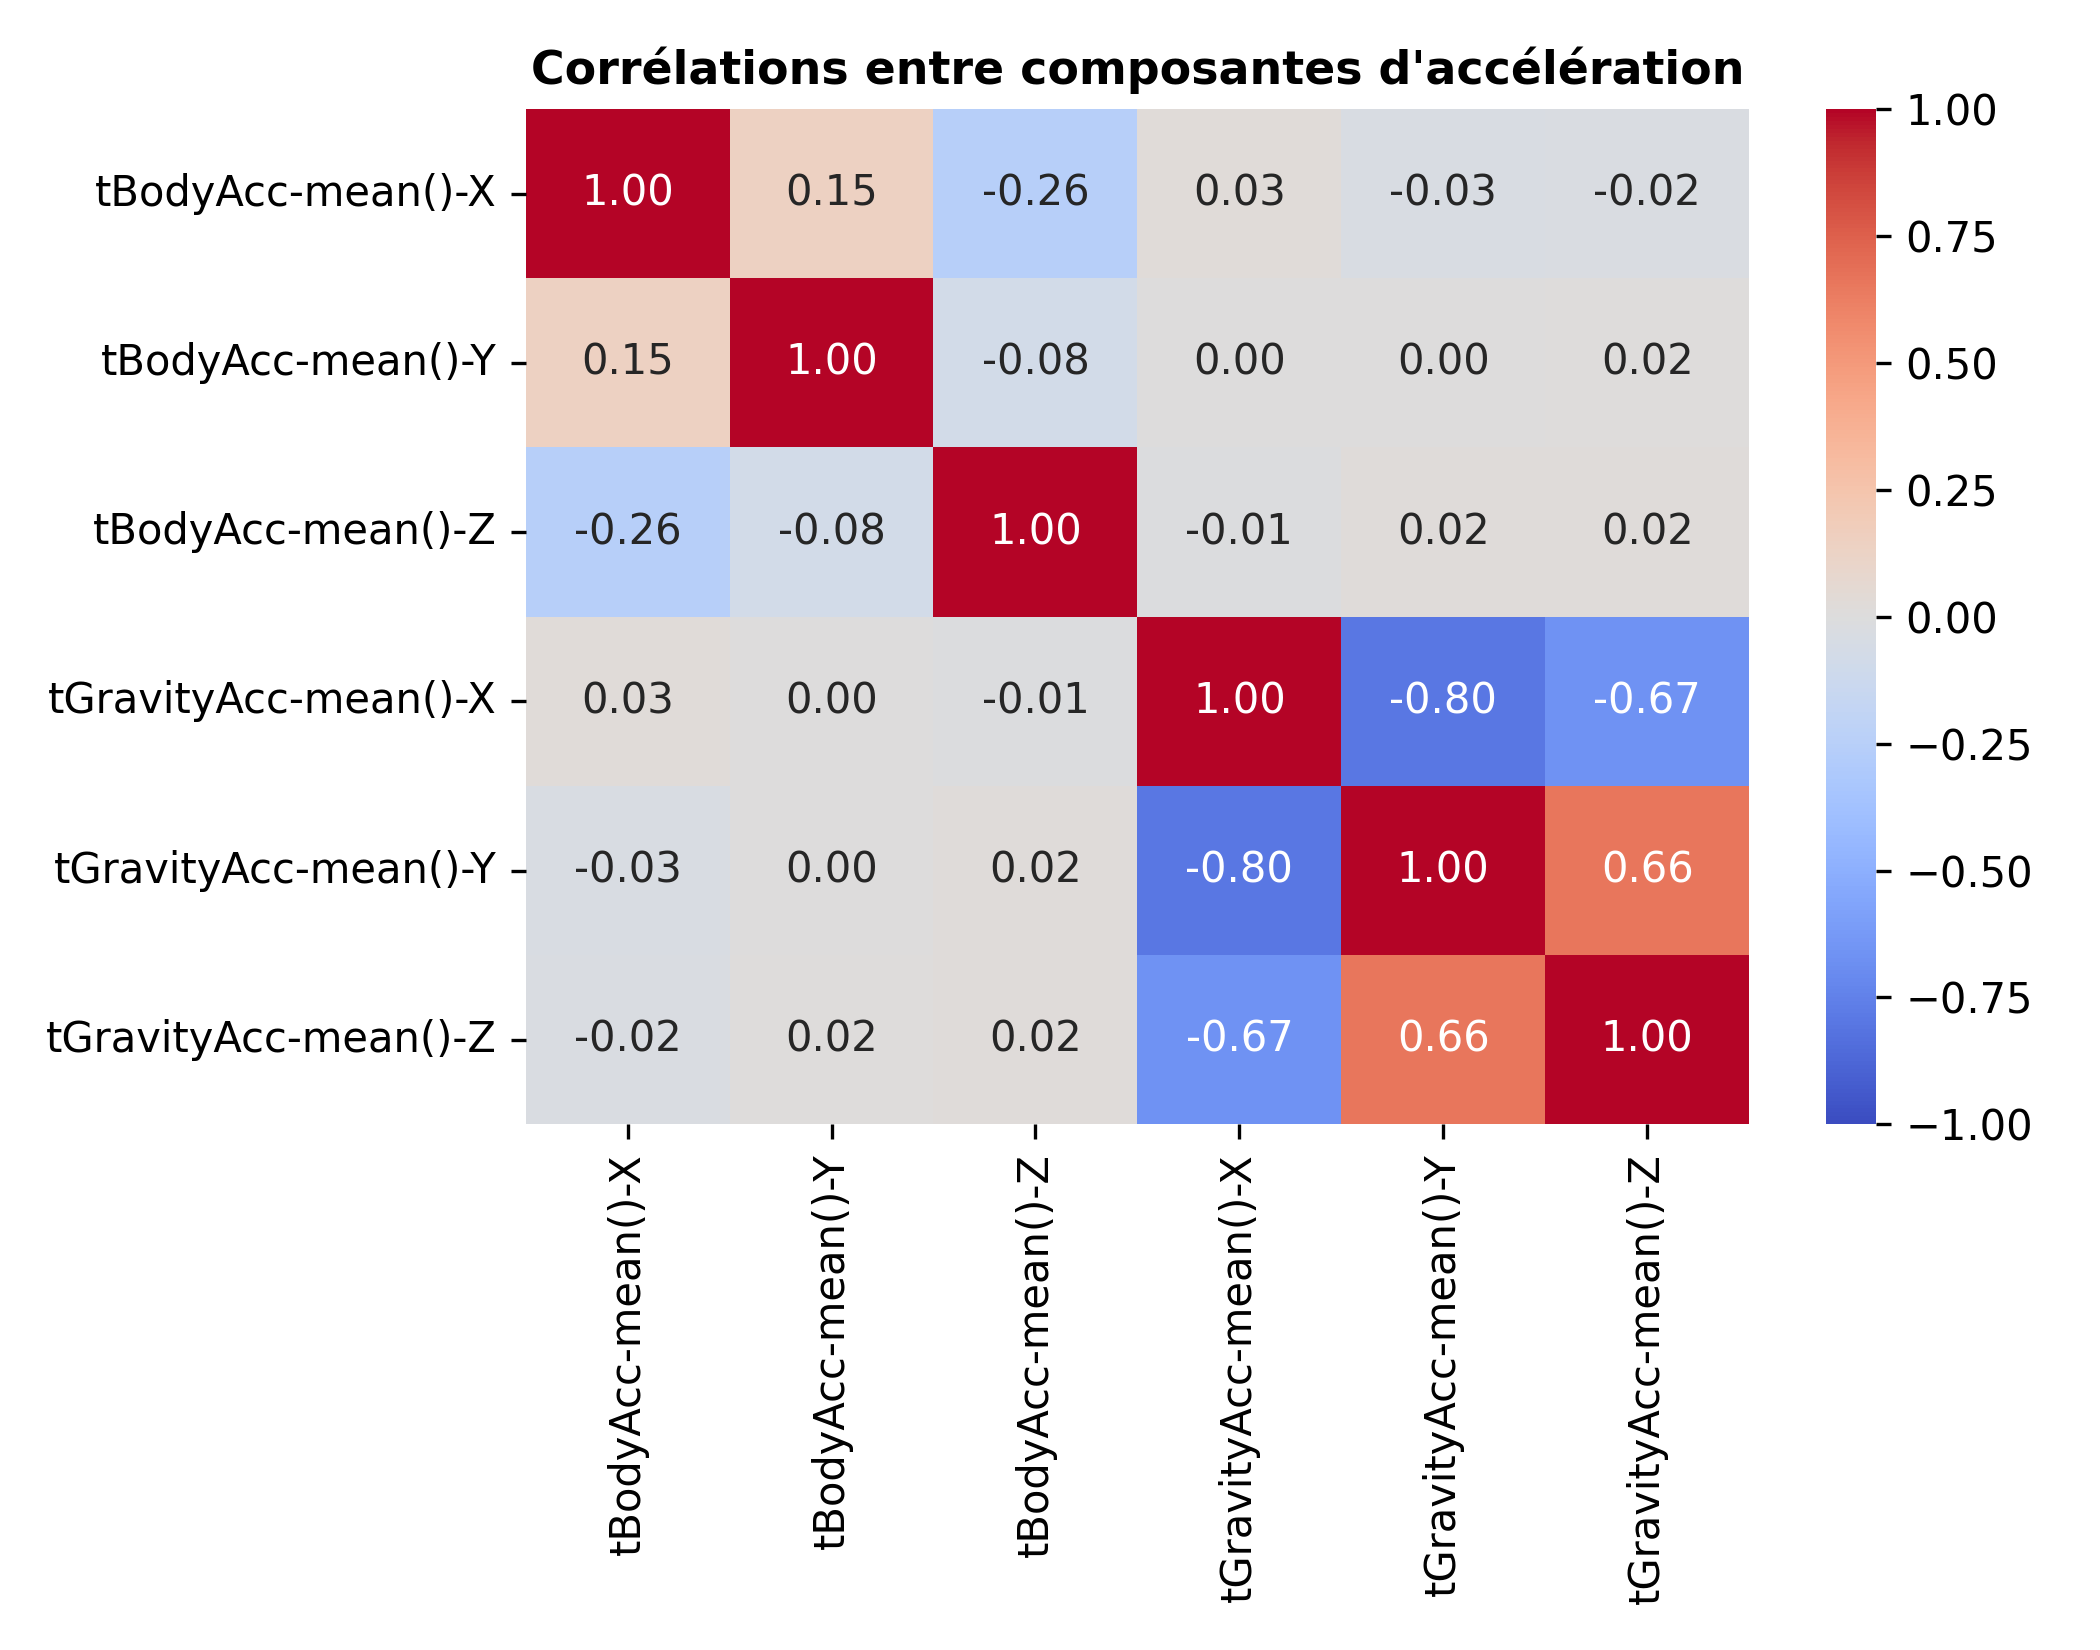 Corrélations entre composantes d'accélération
tBodyAcc-mean()-X 1.00 0.15 -0.26 0.03 -0.03 -0.02
tBodyAcc-mean()-Y 0.15 1.00 -0.08 0.00 0.00 0.02
tBodyAcc-mean()-Z -0.26 -0.08 1.00 -0.01 0.02 0.02
tGravityAcc-mean()-X 0.03 0.00 -0.01 1.00 -0.80 -0.67
tGravityAcc-mean()-Y -0.03 0.00 0.02 -0.80 1.00 0.66
tGravityAcc-mean()-Z -0.02 0.02 0.02 -0.67 0.66 1.00
tBodyAcc-mean()-X
tBodyAcc-mean()-Y
tBodyAcc-mean()-Z
tGravityAcc-mean()-X
tGravityAcc-mean()-Y
tGravityAcc-mean()-Z
1.00
0.75
0.50
0.25
0.00
−0.25
−0.50
−0.75
−1.00